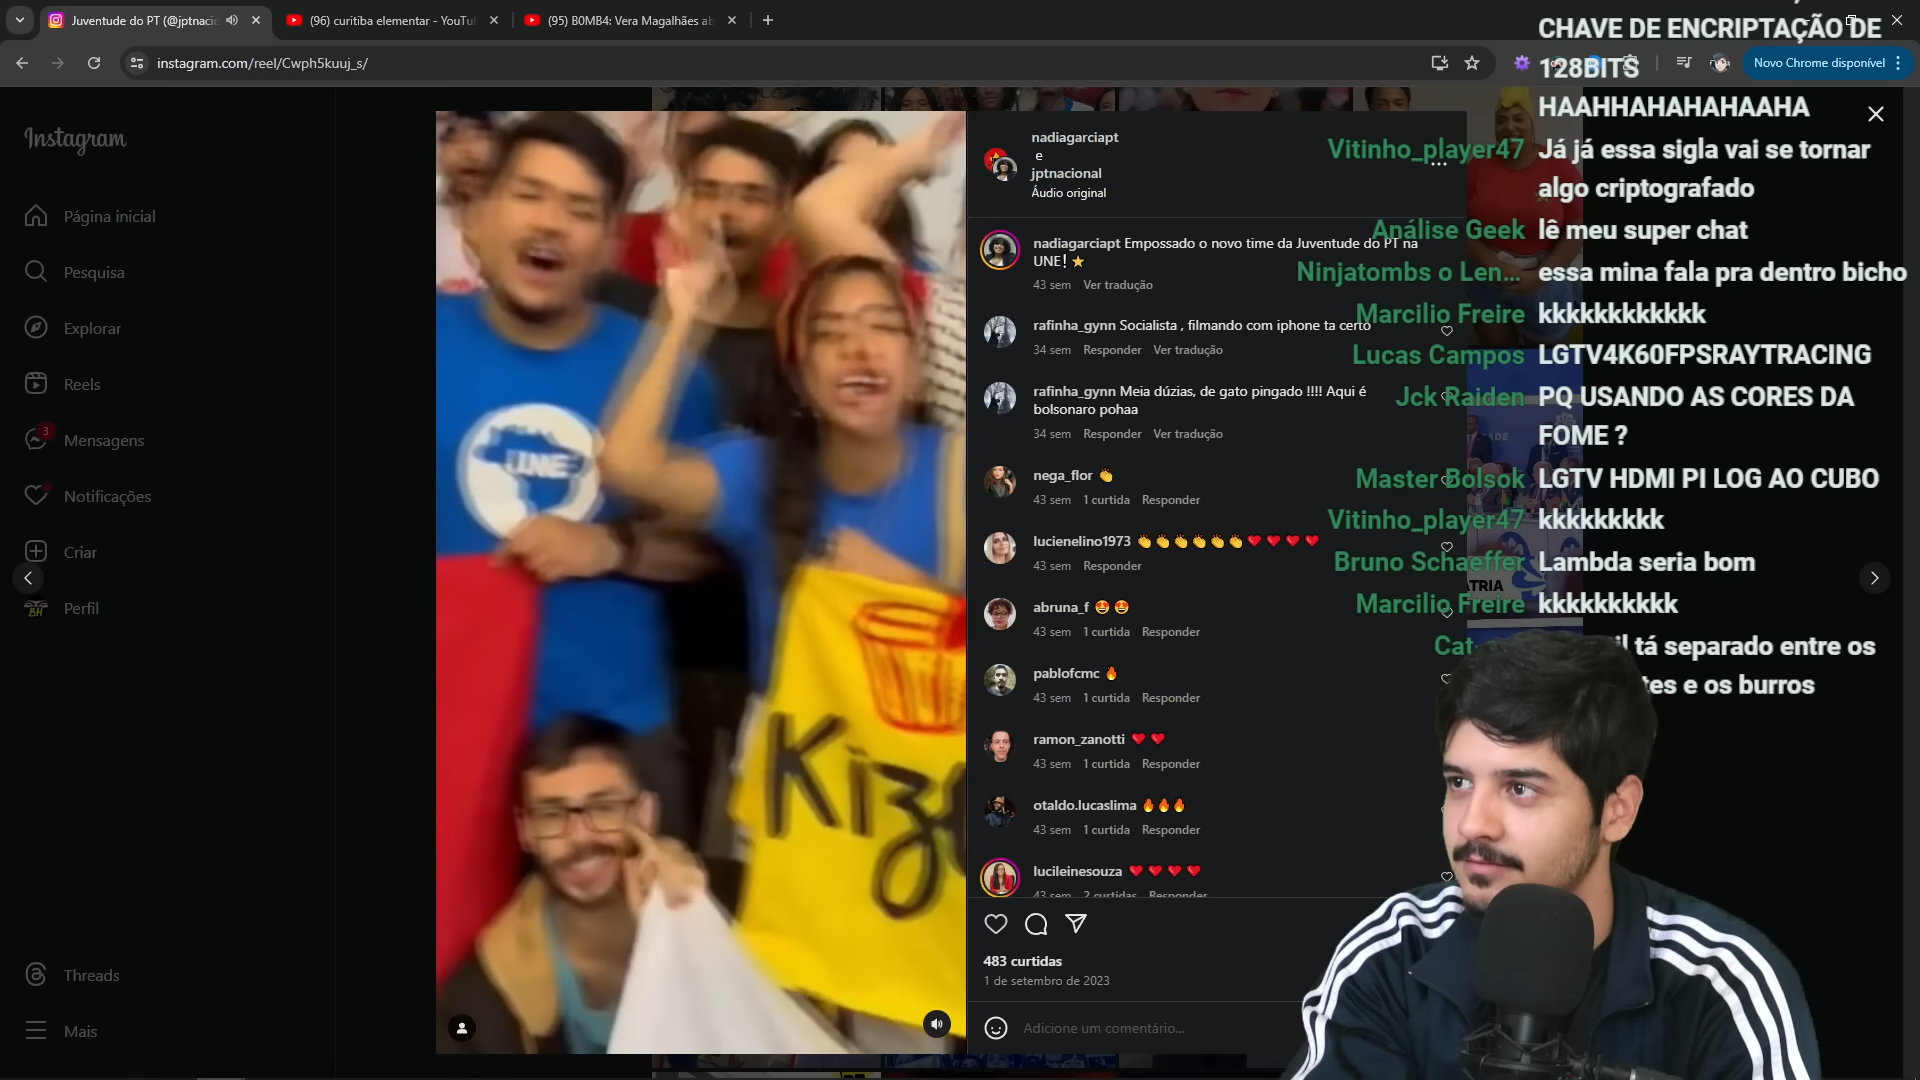 Juventude do PT (@jptnacio
(96) curitiba elementar - YouTu
(95) B0MB4: Vera Magalhães ab
instagram.com/reel/Cwph5kuuj_s/
Novo Chrome disponível
Instagram
Página inicial
Pesquisa
Explorar
Reels
3
Mensagens
Notificações
Criar
BH
Perfil
Threads
Mais
UNE
nadiagarciapt
e
jptnacional
Áudio original
nadiagarciapt Empossado o novo time da Juventude do PT na
UNE! ⭐
43 sem Ver tradução
rafinha_gynn Socialista , filmando com iphone ta certo
34 sem Responder Ver tradução
rafinha_gynn Meia dúzias, de gato pingado !!!! Aqui é
bolsonaro pohaa
34 sem Responder Ver tradução
nega_flor 👏
43 sem 1 curtida Responder
lucienelino1973 👏👏👏👏👏👏❤️❤️❤️❤️
43 sem Responder
abruna_f 🤩🤩
43 sem 1 curtida Responder
pablofcmc 🔥
43 sem 1 curtida Responder
ramon_zanotti ❤️❤️
43 sem 1 curtida Responder
otaldo.lucaslima 🔥🔥🔥
43 sem 1 curtida Responder
lucileinesouza ❤️❤️❤️❤️
43 sem 2 curtidas Responder
483 curtidas
1 de setembro de 2023
Adicione um comentário...
CHAVE DE ENCRIPTAÇÃO DE
128BITS
HAAHHAHAHAHAAHA
Vitinho_player47 Já já essa sigla vai se tornar
algo criptografado
Análise Geek lê meu super chat
Ninjatombs o Len... essa mina fala pra dentro bicho
Marcilio Freire kkkkkkkkkkkk
Lucas Campos LGTV4K60FPSRAYTRACING
Jck Raiden PQ USANDO AS CORES DA
FOME ?
Master Bolsok LGTV HDMI PI LOG AO CUBO
Vitinho_player47 kkkkkkkkk
Bruno Schaeffer Lambda seria bom
TRIA
Marcilio Freire kkkkkkkkkk
Cat tá separado entre os
e os burros